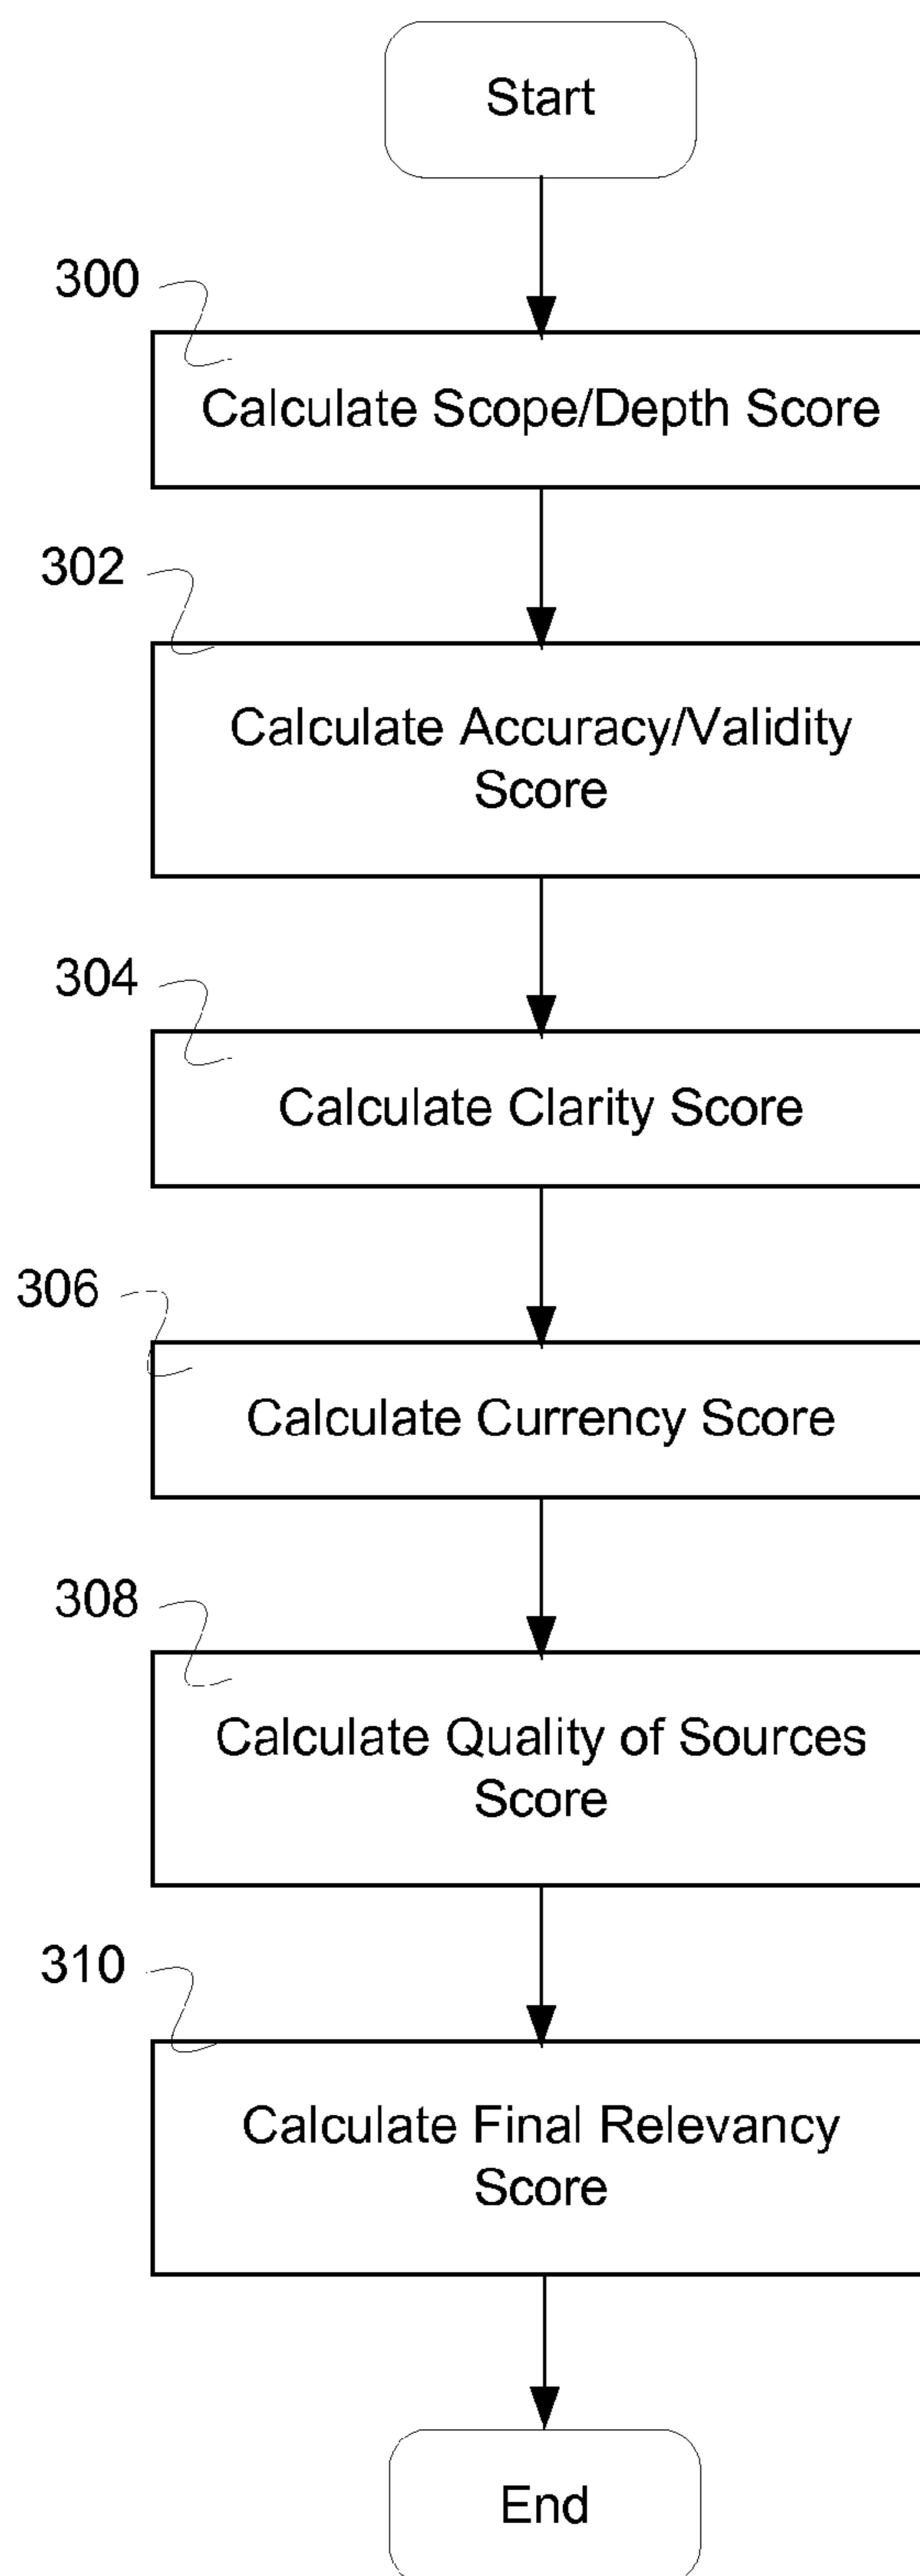 Start
300
Calculate Scope/Depth Score
302
Calculate Accuracy/Validity
Score
304
Calculate Clarity Score
306
Calculate Currency Score
308
Calculate Quality of Sources
Score
310
Calculate Final Relevancy
Score
End